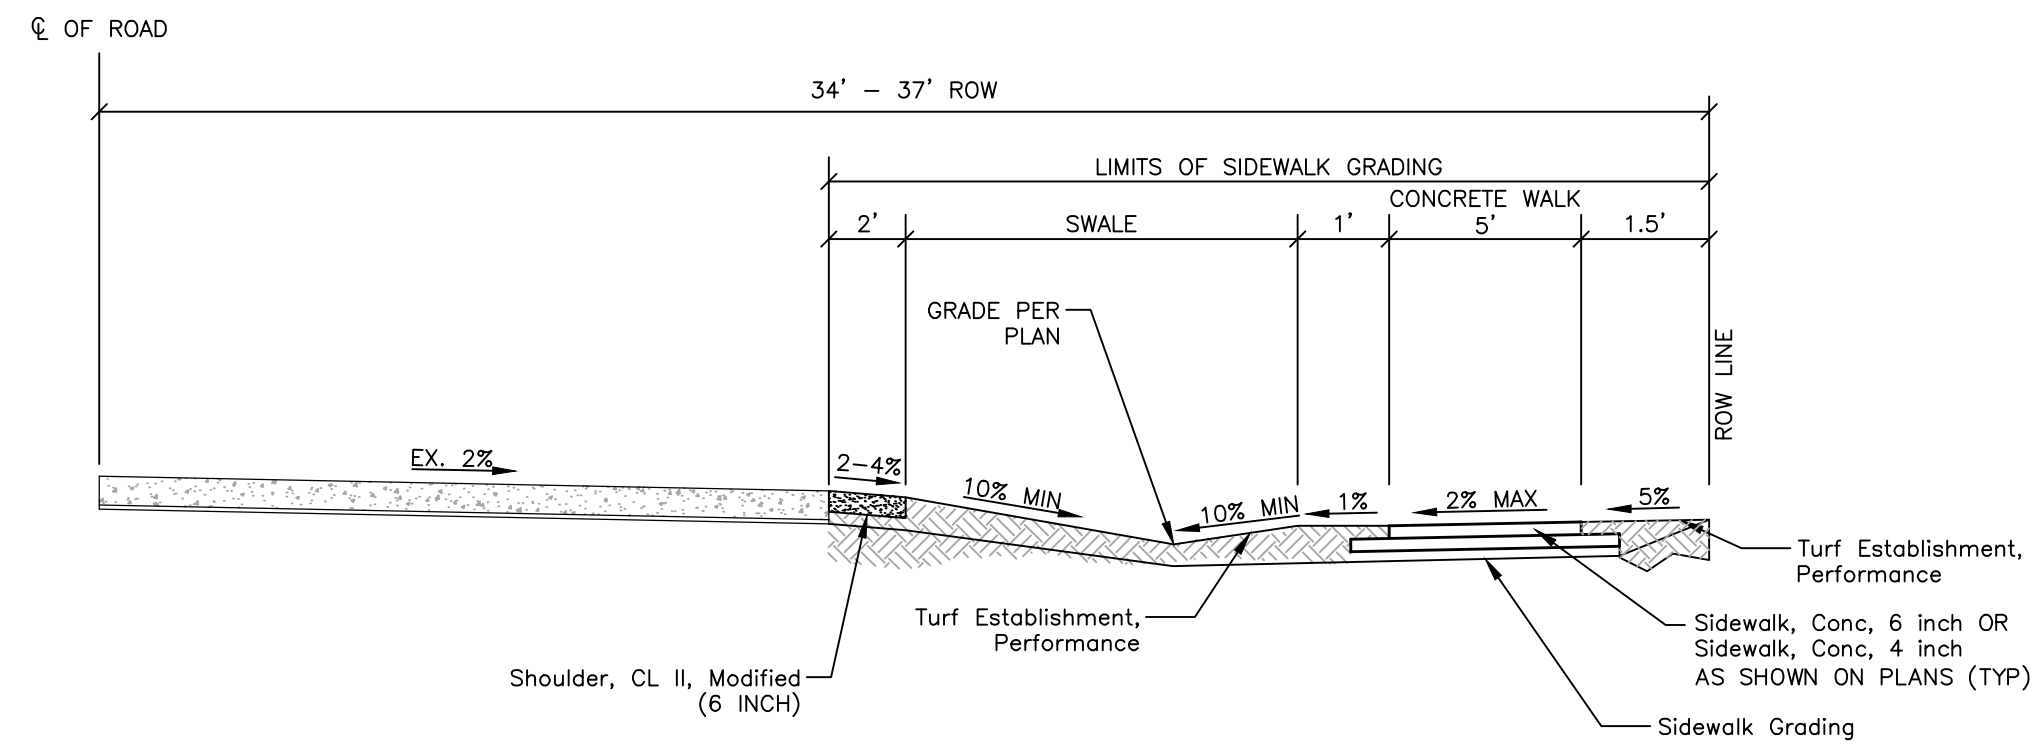 ℄ OF ROAD
34' - 37' ROW
LIMITS OF SIDEWALK GRADING
CONCRETE WALK
2'
SWALE
1'
5'
1.5'
GRADE PER
PLAN
ROW LINE
EX. 2%
2-4%
10% MIN
10% MIN
1%
2% MAX
5%
Turf Establishment,
Performance
Turf Establishment,
Performance
Sidewalk, Conc, 6 inch OR
Sidewalk, Conc, 4 inch
AS SHOWN ON PLANS (TYP)
Shoulder, CL II, Modified
(6 INCH)
Sidewalk Grading